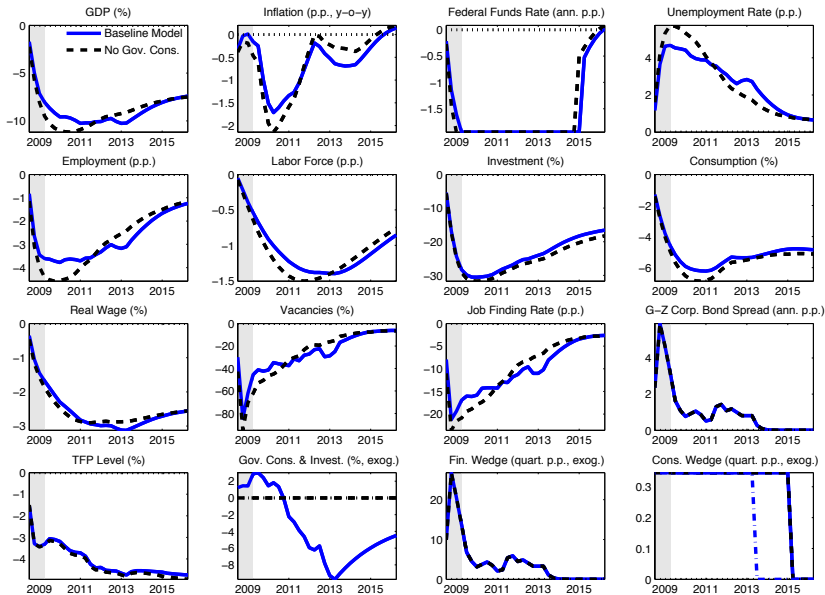 GDP (%)
Baseline Model
No Gov. Cons.
0
−5
−10
2009 2011 2013 2015
Inflation (p.p., y−o−y)
0
−0.5
−1
−1.5
−2
2009 2011 2013 2015
Federal Funds Rate (ann. p.p.)
0
−0.5
−1
−1.5
2009 2011 2013 2015
Unemployment Rate (p.p.)
4
2
0
2009 2011 2013 2015
Employment (p.p.)
0
−1
−2
−3
−4
2009 2011 2013 2015
Labor Force (p.p.)
0
−0.5
−1
−1.5
2009 2011 2013 2015
Investment (%)
0
−10
−20
−30
2009 2011 2013 2015
Consumption (%)
0
−2
−4
−6
2009 2011 2013 2015
Real Wage (%)
0
−1
−2
−3
2009 2011 2013 2015
Vacancies (%)
0
−20
−40
−60
−80
2009 2011 2013 2015
Job Finding Rate (p.p.)
0
−5
−10
−15
−20
2009 2011 2013 2015
G−Z Corp. Bond Spread (ann. p.p.)
4
2
0
2009 2011 2013 2015
TFP Level (%)
0
−1
−2
−3
−4
2009 2011 2013 2015
Gov. Cons. & Invest. (%, exog.)
2
0
−2
−4
−6
−8
2009 2011 2013 2015
Fin. Wedge (quart. p.p., exog.)
20
10
0
2009 2011 2013 2015
Cons. Wedge (quart. p.p., exog.)
0.3
0.2
0.1
0
2009 2011 2013 2015